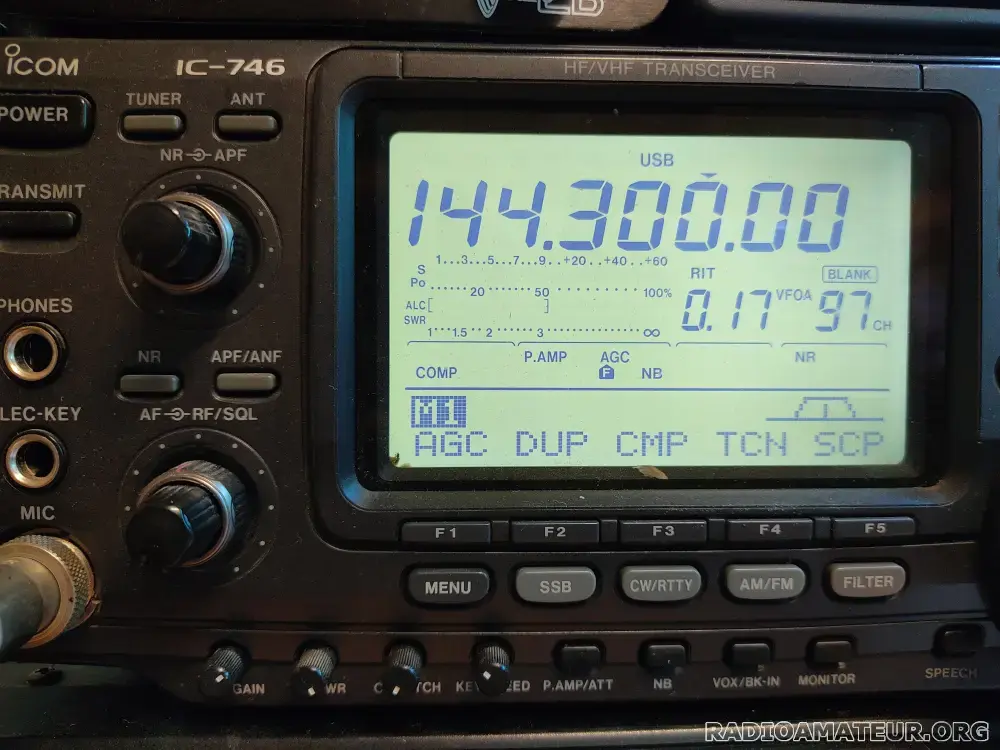 ICOM IC-746
HF/VHF TRANSCEIVER
POWER
TUNER ANT
NR APF
TRANSMIT
PHONES
NR APF/ANF
ELEC-KEY
AF RF/SQL
MIC
USB
144.300.00
S 1...3...5...7...9..+20..+40..+60
Po 20 50 100%
ALC
SWR 1 1.5 2 3 ∞
RIT
0.17
VFOA
BLANK
97 CH
P.AMP AGC NR
COMP F NB
M1
AGC DUP CMP TCN SCP
F1 F2 F3 F4 F5
MENU SSB CW/RTTY AM/FM FILTER
GAIN P.AMP/ATT NB VOX/BK-IN MONITOR SPEECH
RADIOAMATEUR.ORG